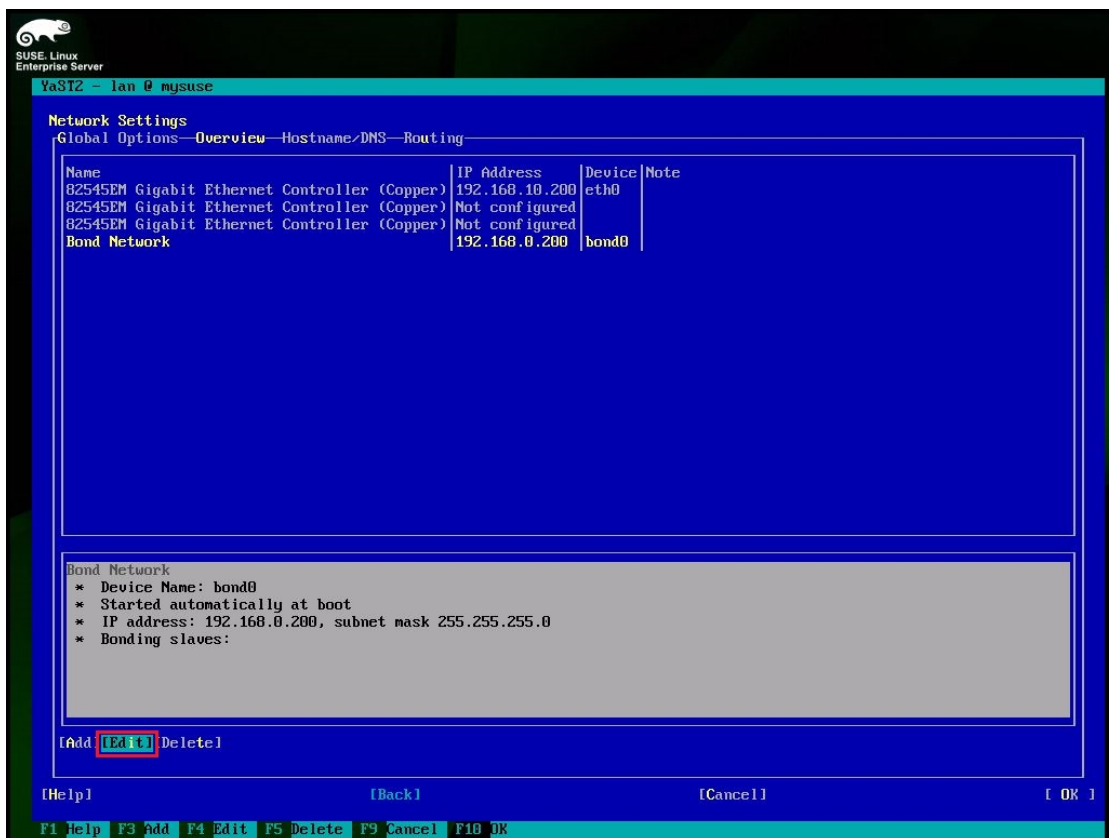 SUSE. Linux
Enterprise Server
YaST2 - lan @ mysuse
Network Settings
Global Options—Overview—Hostname/DNS—Routing
Name IP Address Device Note
82545EM Gigabit Ethernet Controller (Copper) 192.168.10.200 eth0
82545EM Gigabit Ethernet Controller (Copper) Not configured
82545EM Gigabit Ethernet Controller (Copper) Not configured
Bond Network 192.168.0.200 bond0
Bond Network
* Device Name: bond0
* Started automatically at boot
* IP address: 192.168.0.200, subnet mask 255.255.255.0
* Bonding slaves:
[Add][Edit][Delete]
[Help] [Back] [Cancel] [ OK ]
F1 Help F3 Add F4 Edit F5 Delete F9 Cancel F10 OK